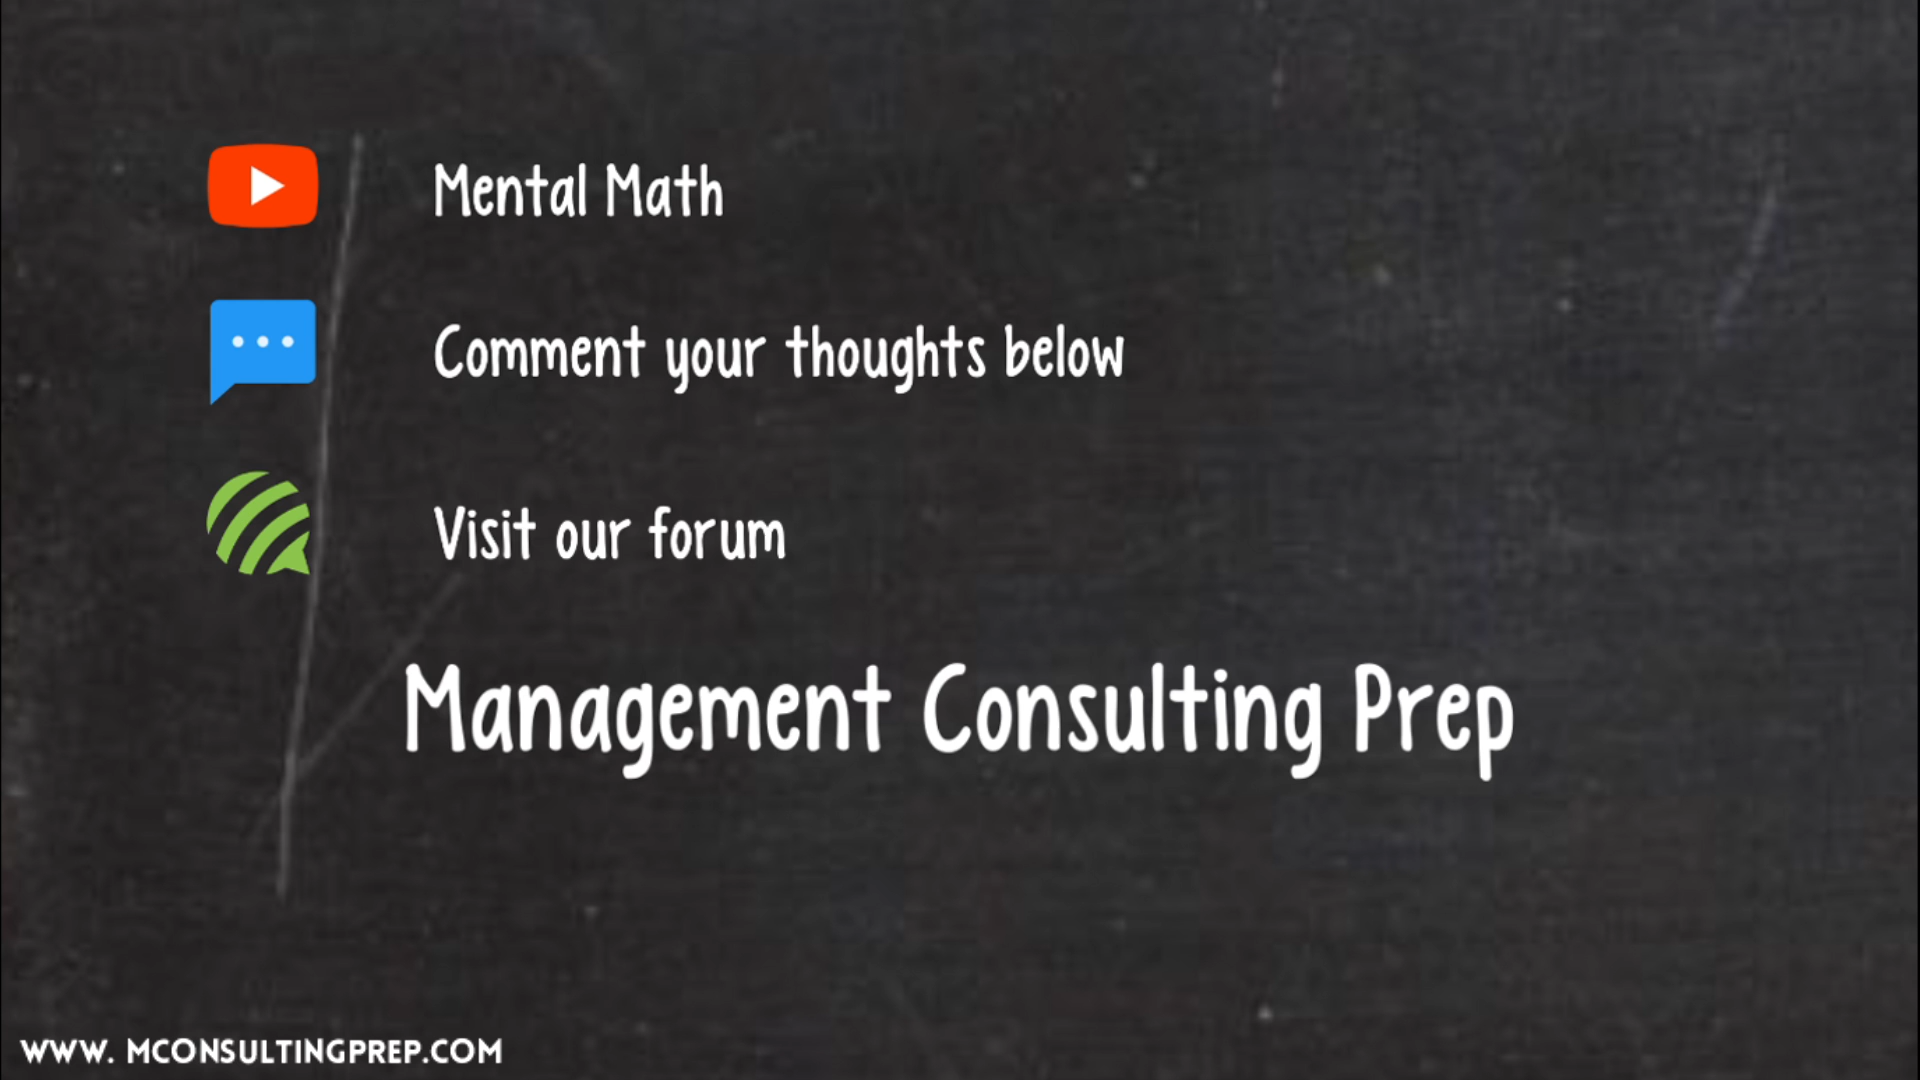 Mental Math
Comment your thoughts below
Visit our forum
Management Consulting Prep
WWW. MCONSULTINGPREP.COM